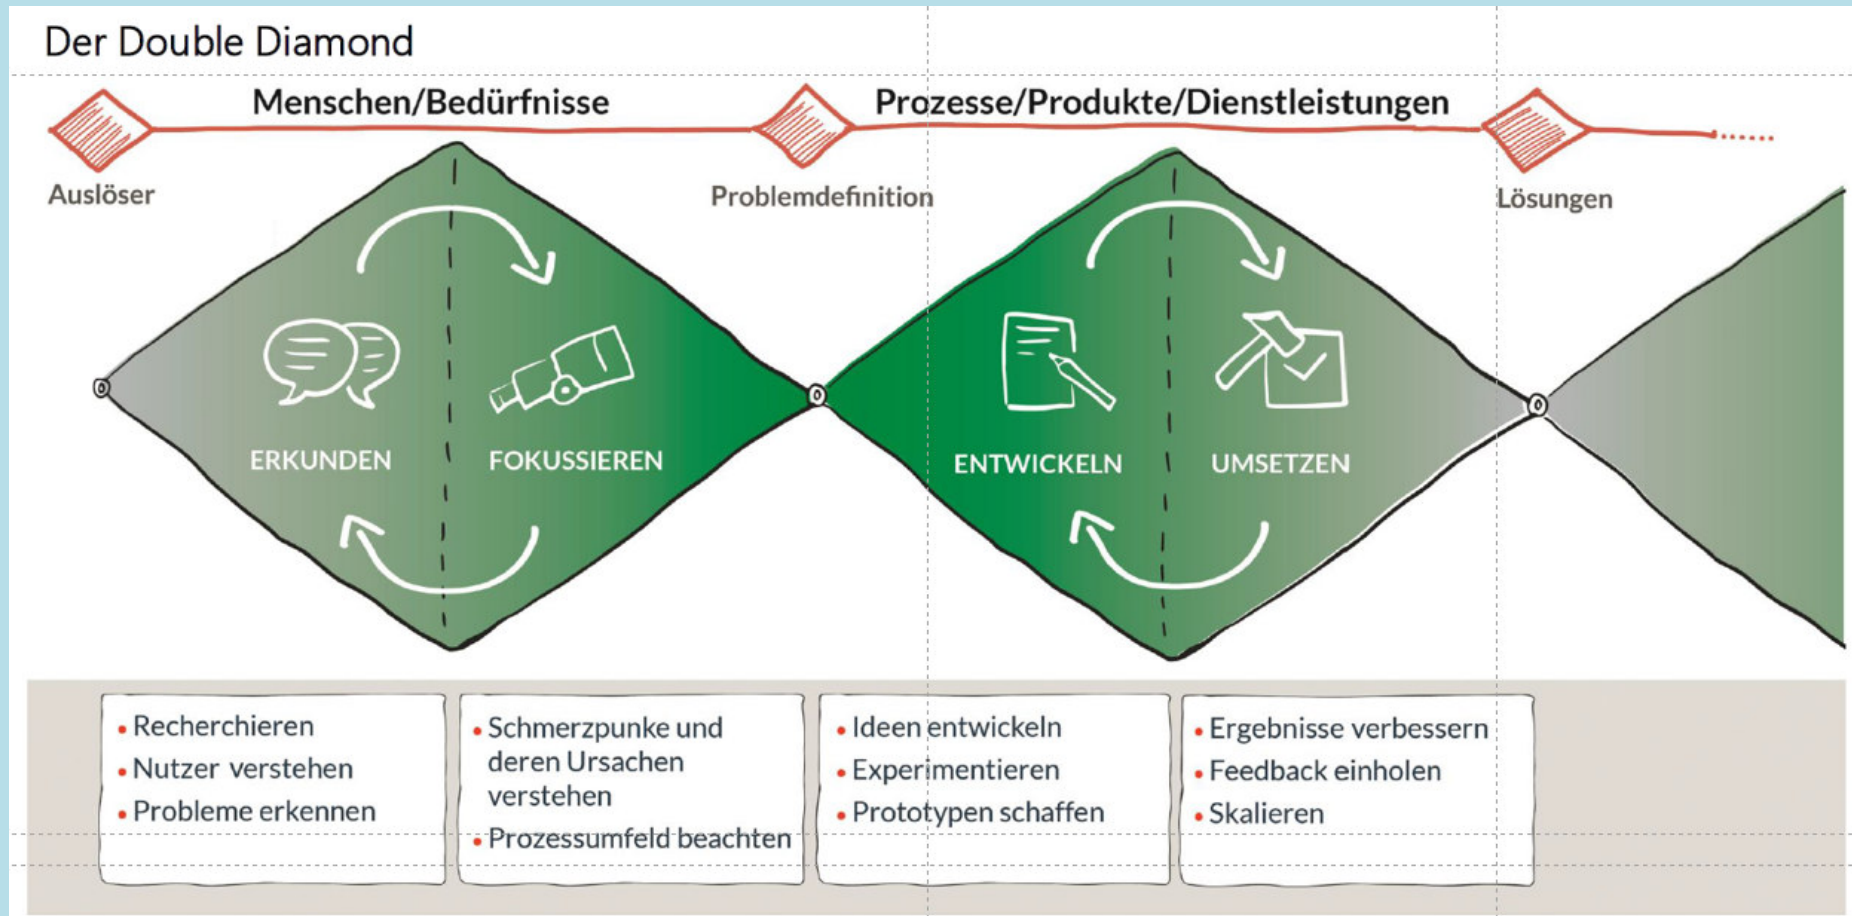 Der Double Diamond
Menschen/Bedürfnisse
Prozesse/Produkte/Dienstleistungen
Auslöser
Problemdefinition
Lösungen
ERKUNDEN
FOKUSSIEREN
ENTWICKELN
UMSETZEN
• Recherchieren
• Nutzer verstehen
• Probleme erkennen
• Schmerzpunke und
deren Ursachen
verstehen
• Prozessumfeld beachten
• Ideen entwickeln
• Experimentieren
• Prototypen schaffen
• Ergebnisse verbessern
• Feedback einholen
• Skalieren